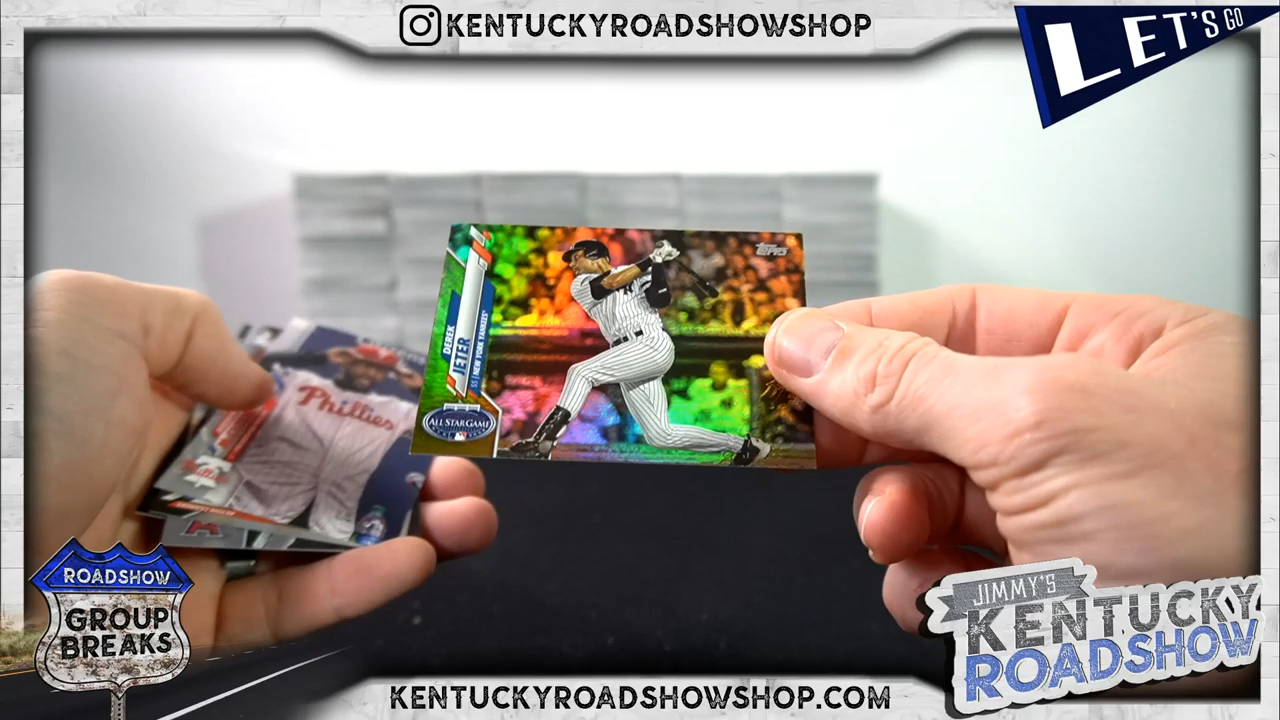 KENTUCKYROADSHOWSHOP
LET'S GO
TOPPS
DEREK
JETER
SS | NEW YORK YANKEES
ALL STAR GAME
Phillies
ROADSHOW
GROUP
BREAKS
JIMMY'S
KENTUCKY
ROADSHOW
KENTUCKYROADSHOWSHOP.COM